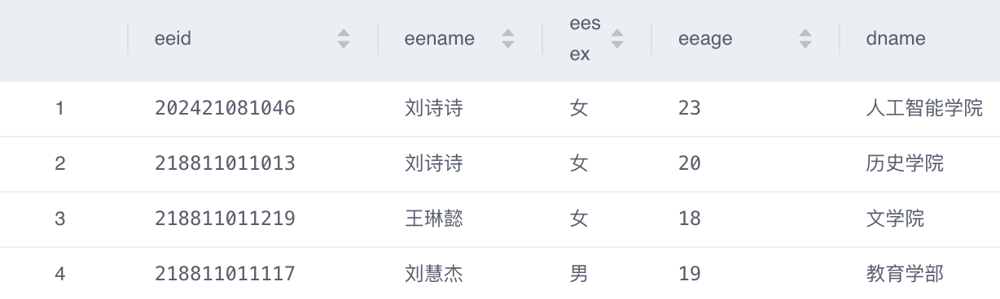 eeid eename eesex eeage dname
1 202421081046 刘诗诗 女 23 人工智能学院
2 218811011013 刘诗诗 女 20 历史学院
3 218811011219 王琳懿 女 18 文学院
4 218811011117 刘慧杰 男 19 教育学部